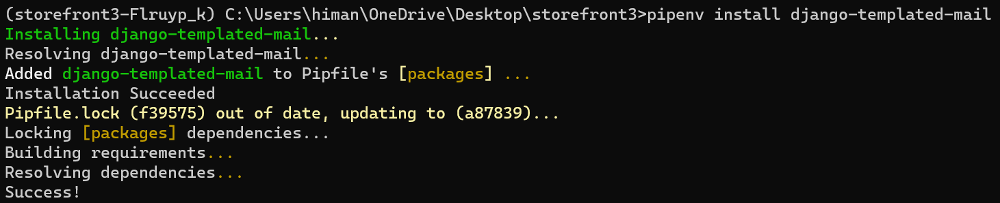 (storefront3-Flruyp_k) C:\Users\himan\OneDrive\Desktop\storefront3>pipenv install django-templated-mail
Installing django-templated-mail...
Resolving django-templated-mail...
Added django-templated-mail to Pipfile's [packages] ...
Installation Succeeded
Pipfile.lock (f39575) out of date, updating to (a87839)...
Locking [packages] dependencies...
Building requirements...
Resolving dependencies...
Success!